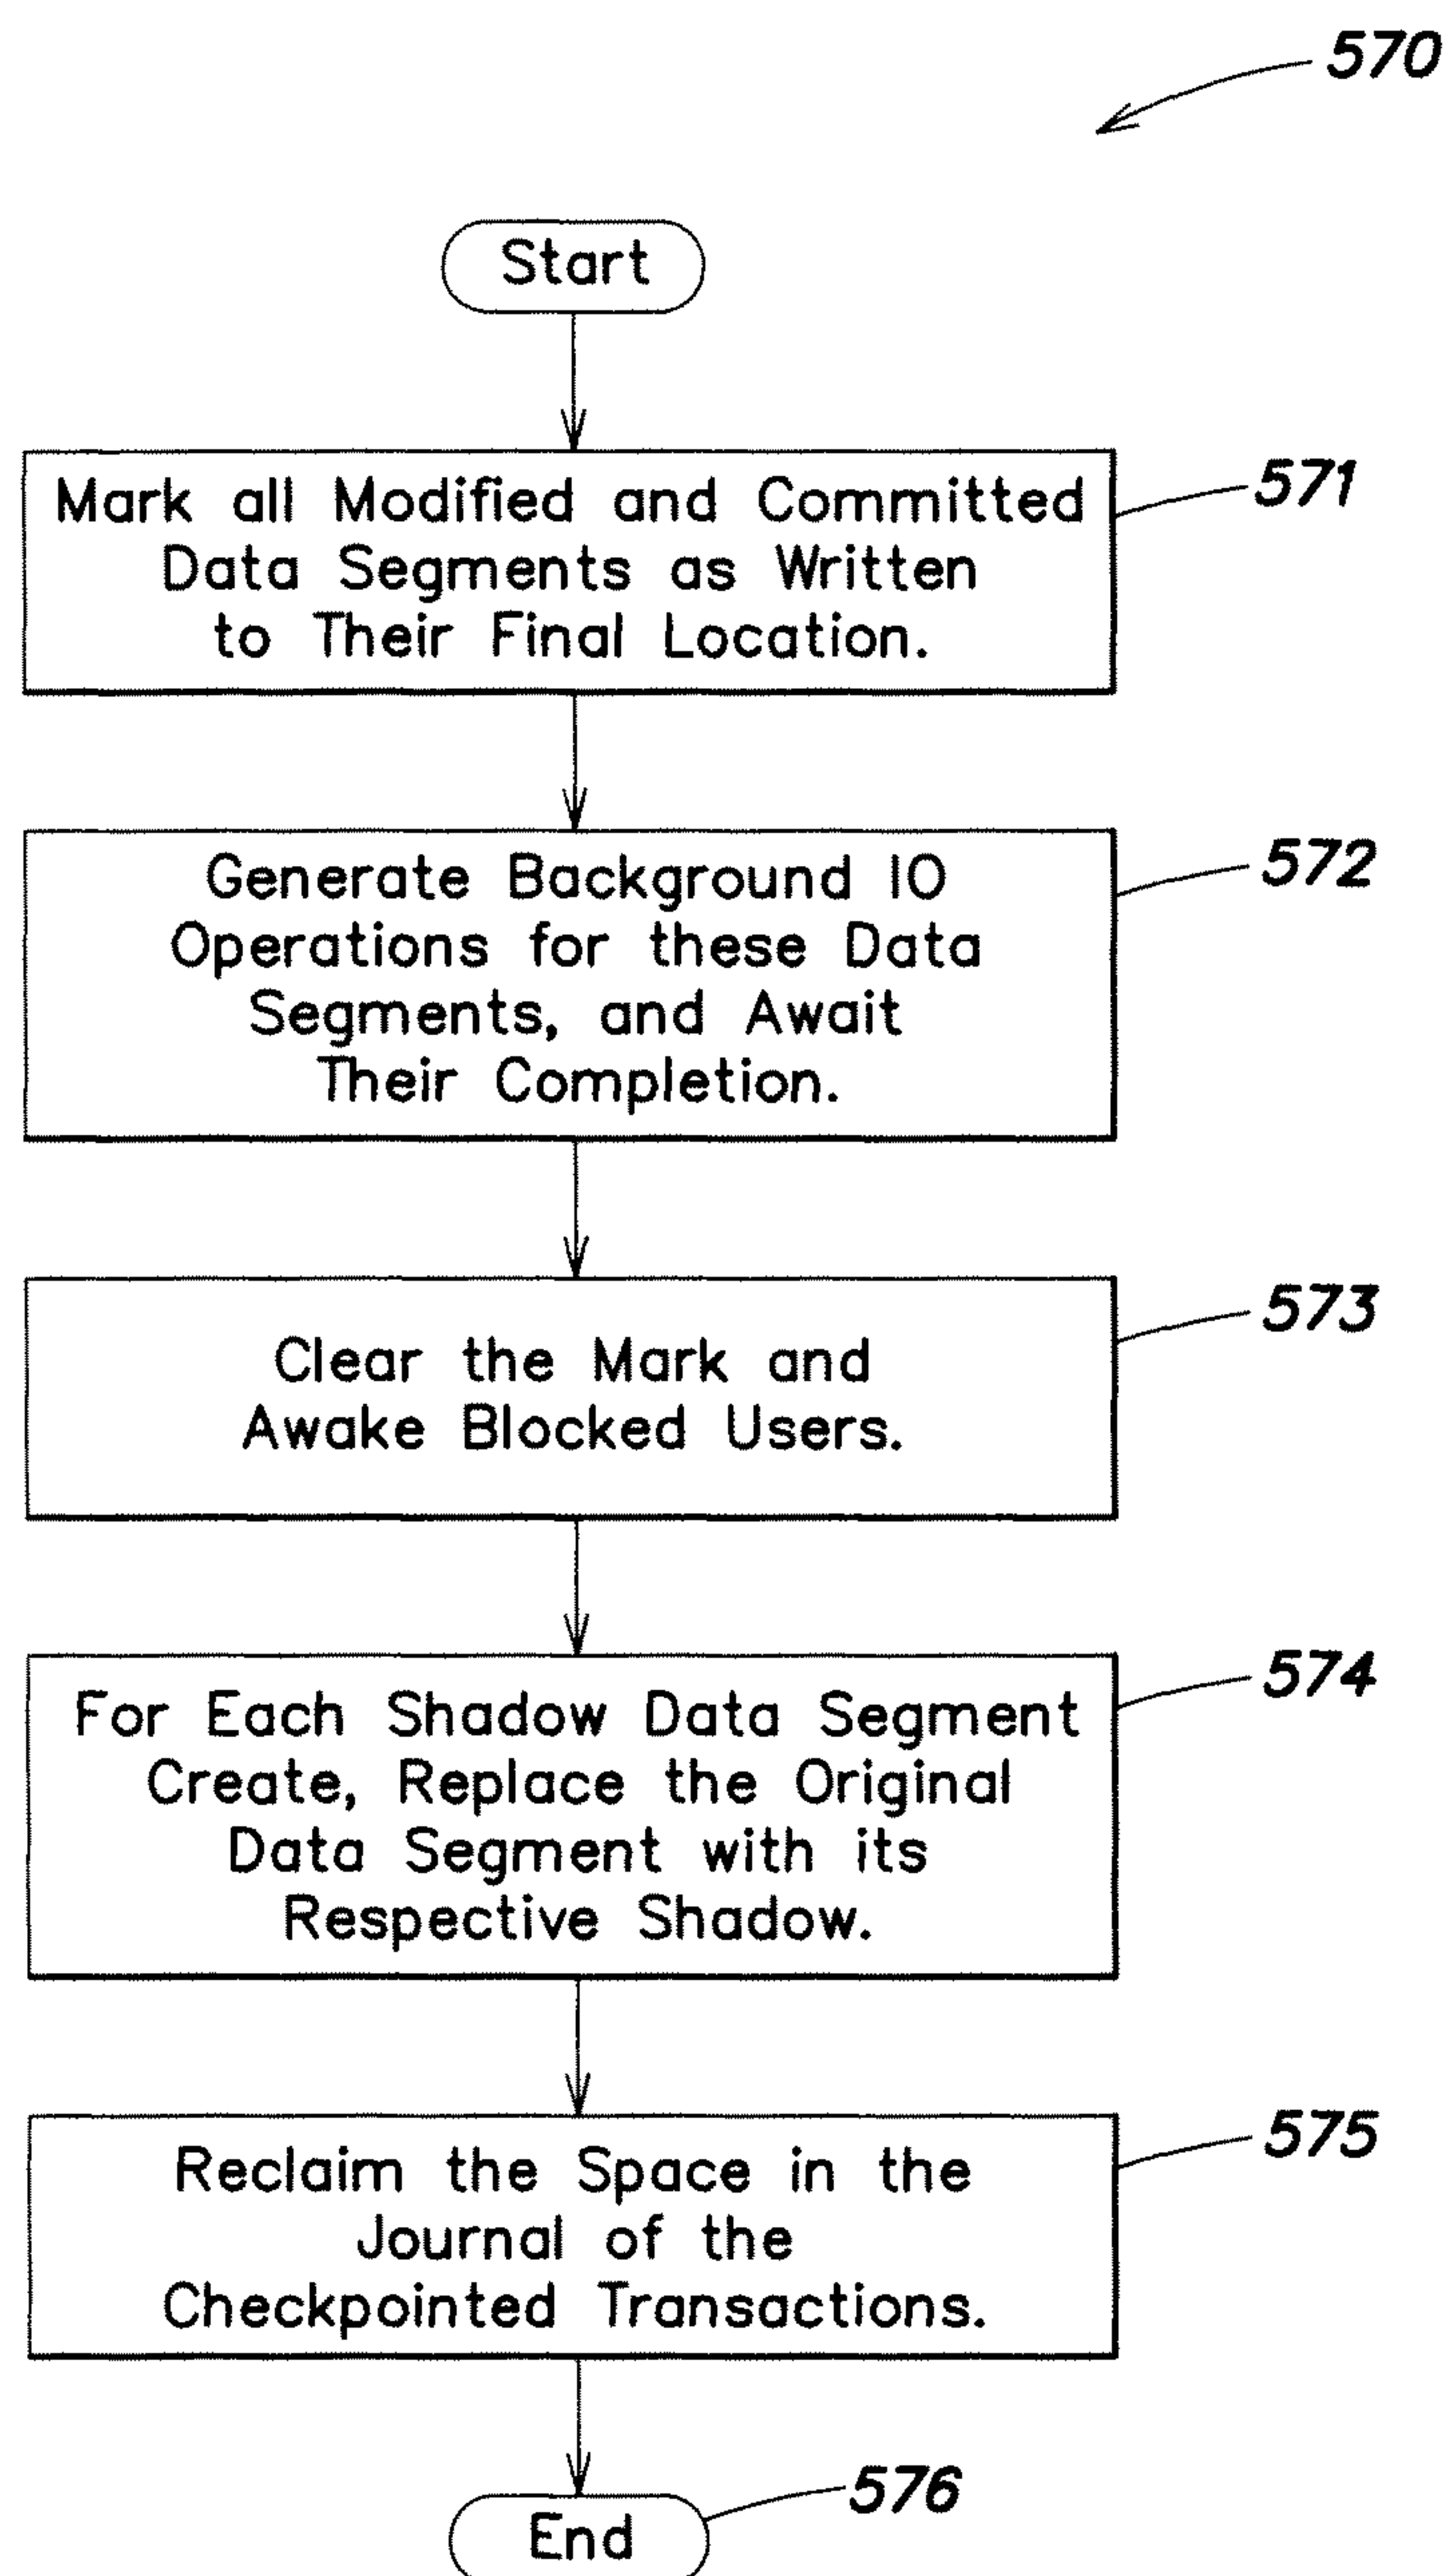 570
Start
Mark all Modified and Committed
Data Segments as Written
to Their Final Location.
571
Generate Background IO
Operations for these Data
Segments, and Await
Their Completion.
572
Clear the Mark and
Awake Blocked Users.
573
For Each Shadow Data Segment
Create, Replace the Original
Data Segment with its
Respective Shadow.
574
Reclaim the Space in the
Journal of the
Checkpointed Transactions.
575
End
576